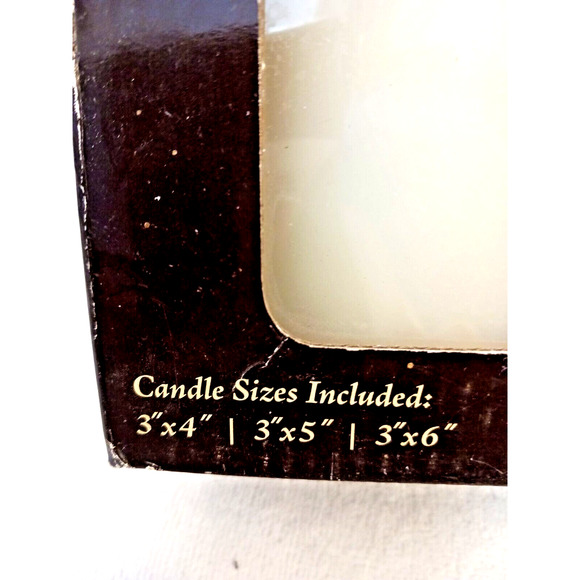 Candle Sizes Included:
3"x4" | 3"x5" | 3"x6"